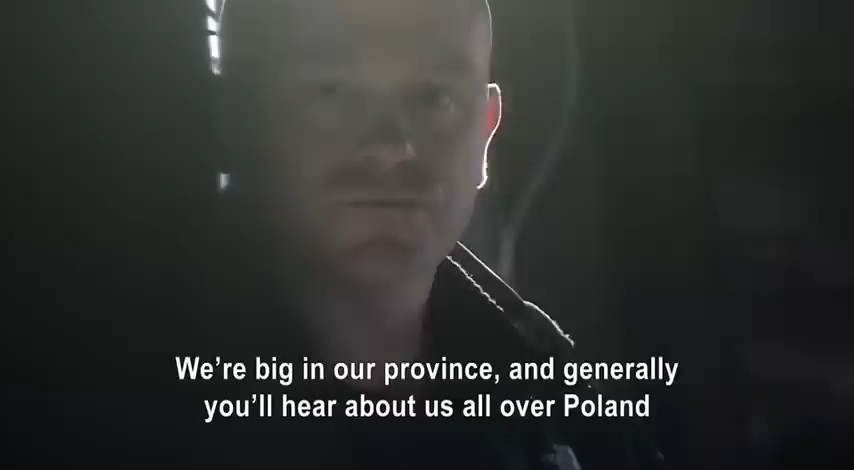 We're big in our province, and generally
you'll hear about us all over Poland